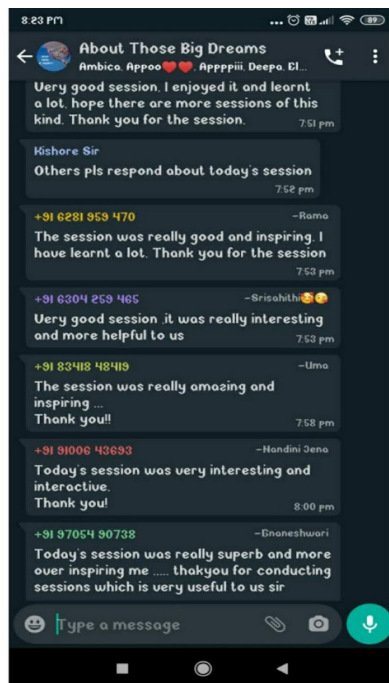 8:23 PM
... 89
About Those Big Dreams
Ambica, Appoo❤️❤️, Appppiii, Deepa, El...
Very good session. I enjoyed it and learnt
a lot. hope there are more sessions of this
kind. Thank you for the session.
7:51 pm
Kishore Sir
Others pls respond about today's session
7:52 pm
+91 6281 959 470 ~Rama
The session was really good and inspiring. I
have learnt a lot. Thank you for the session
7:53 pm
+91 6304 259 465 ~Srisahithi🥰😘
Very good session ,it was really interesting
and more helpful to us
7:53 pm
+91 83418 48419 ~Uma
The session was really amazing and
inspiring ...
Thank you!!
7:58 pm
+91 91006 43693 ~Nandini Jena
Today's session was very interesting and
interactive.
Thank you!
8:00 pm
+91 97054 90738 ~Gnaneshwari
Today's session was really superb and more
over inspiring me ..... thakyou for conducting
sessions which is very useful to us sir
Type a message